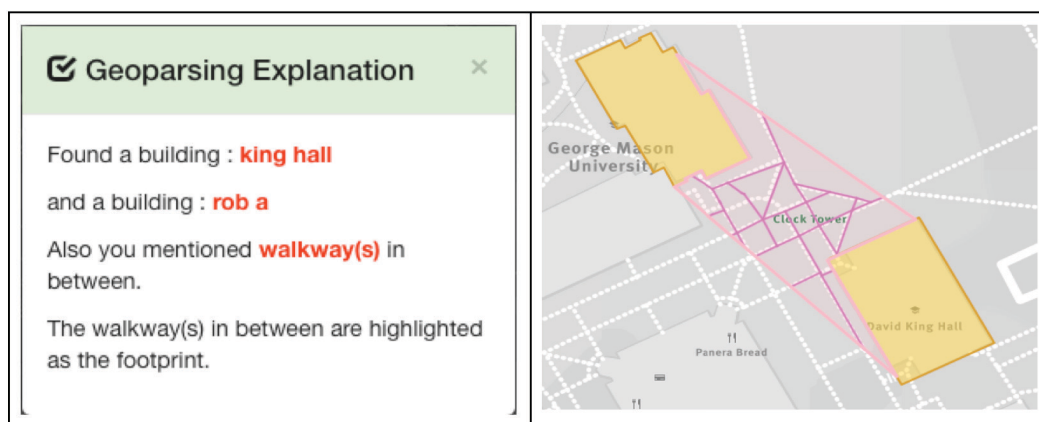 Geoparsing Explanation ×
Found a building : king hall
and a building : rob a
Also you mentioned walkway(s) in
between.
The walkway(s) in between are highlighted
as the footprint.
George Mason
University
Clock Tower
David King Hall
Panera Bread